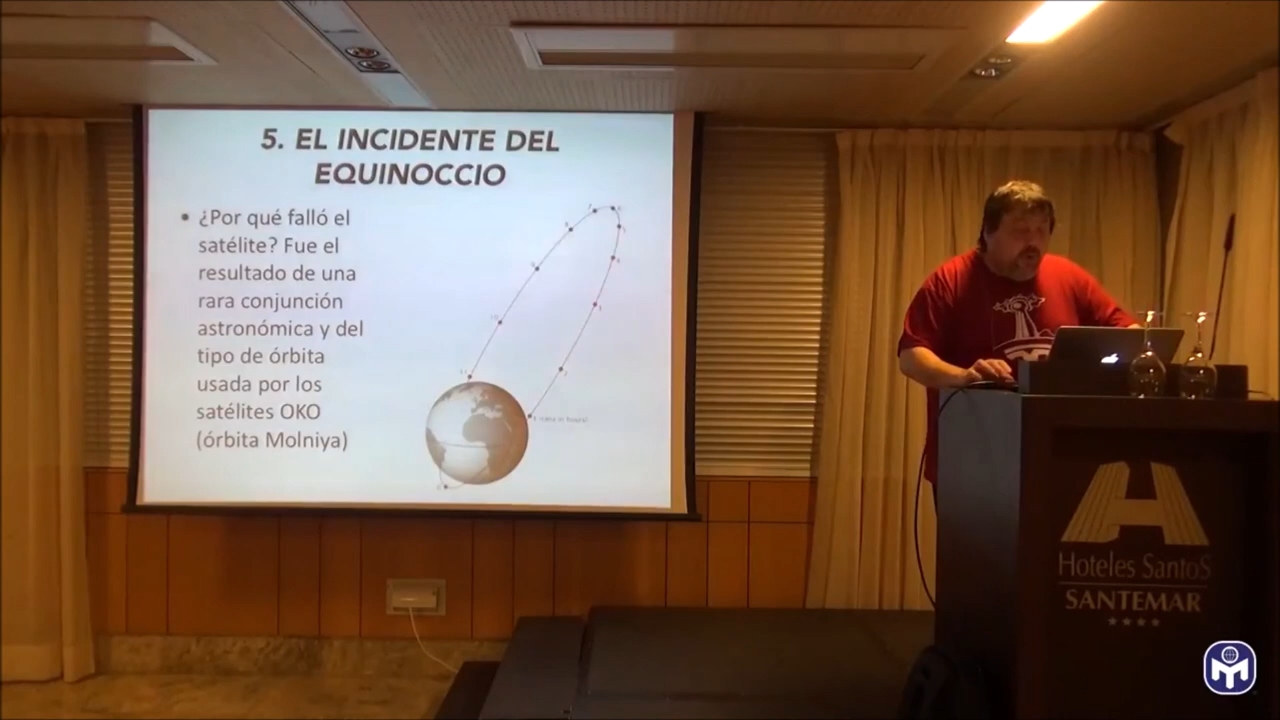 5. EL INCIDENTE DEL
EQUINOCCIO
• ¿Por qué falló el
satélite? Fue el
resultado de una
rara conjunción
astronómica y del
tipo de órbita
usada por los
satélites OKO
(órbita Molniya)
Hoteles SantoS
SANTEMAR